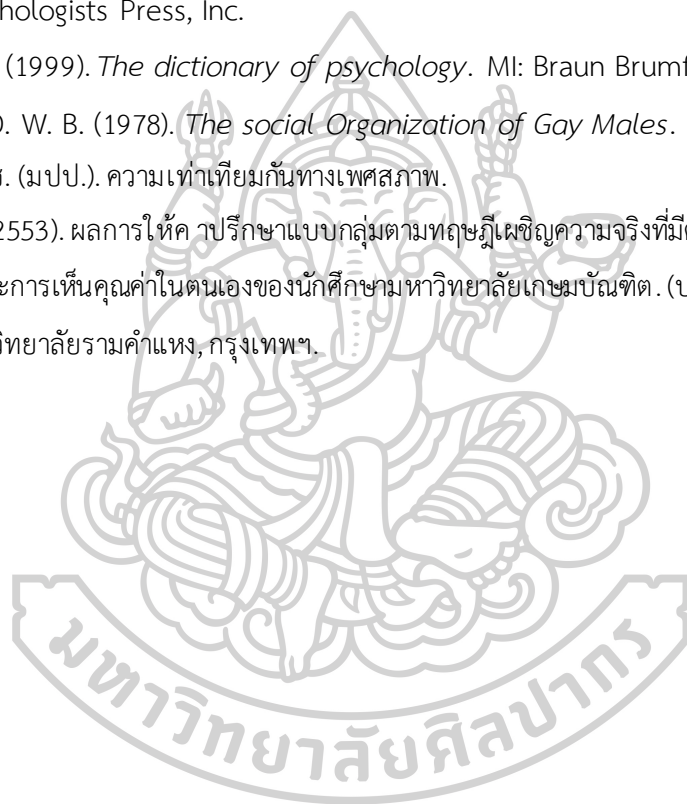 hologists Press, Inc.
(1999). The dictionary of psychology. MI: Braun Brumf
. W. B. (1978). The social Organization of Gay Males.
. (มปป.). ความเท่าเทียมกันทางเพศสภาพ.
2553). ผลการให้ค าปรึกษาแบบกลุ่มตามทฤษฎีเผชิญความจริงที่มี
ะการเห็นคุณค่าในตนเองของนักศึกษามหาวิทยาลัยเกษมบัณฑิต. (
วิทยาลัยรามคำแหง, กรุงเทพฯ.
มหาวิทยาลัยศิลปากร